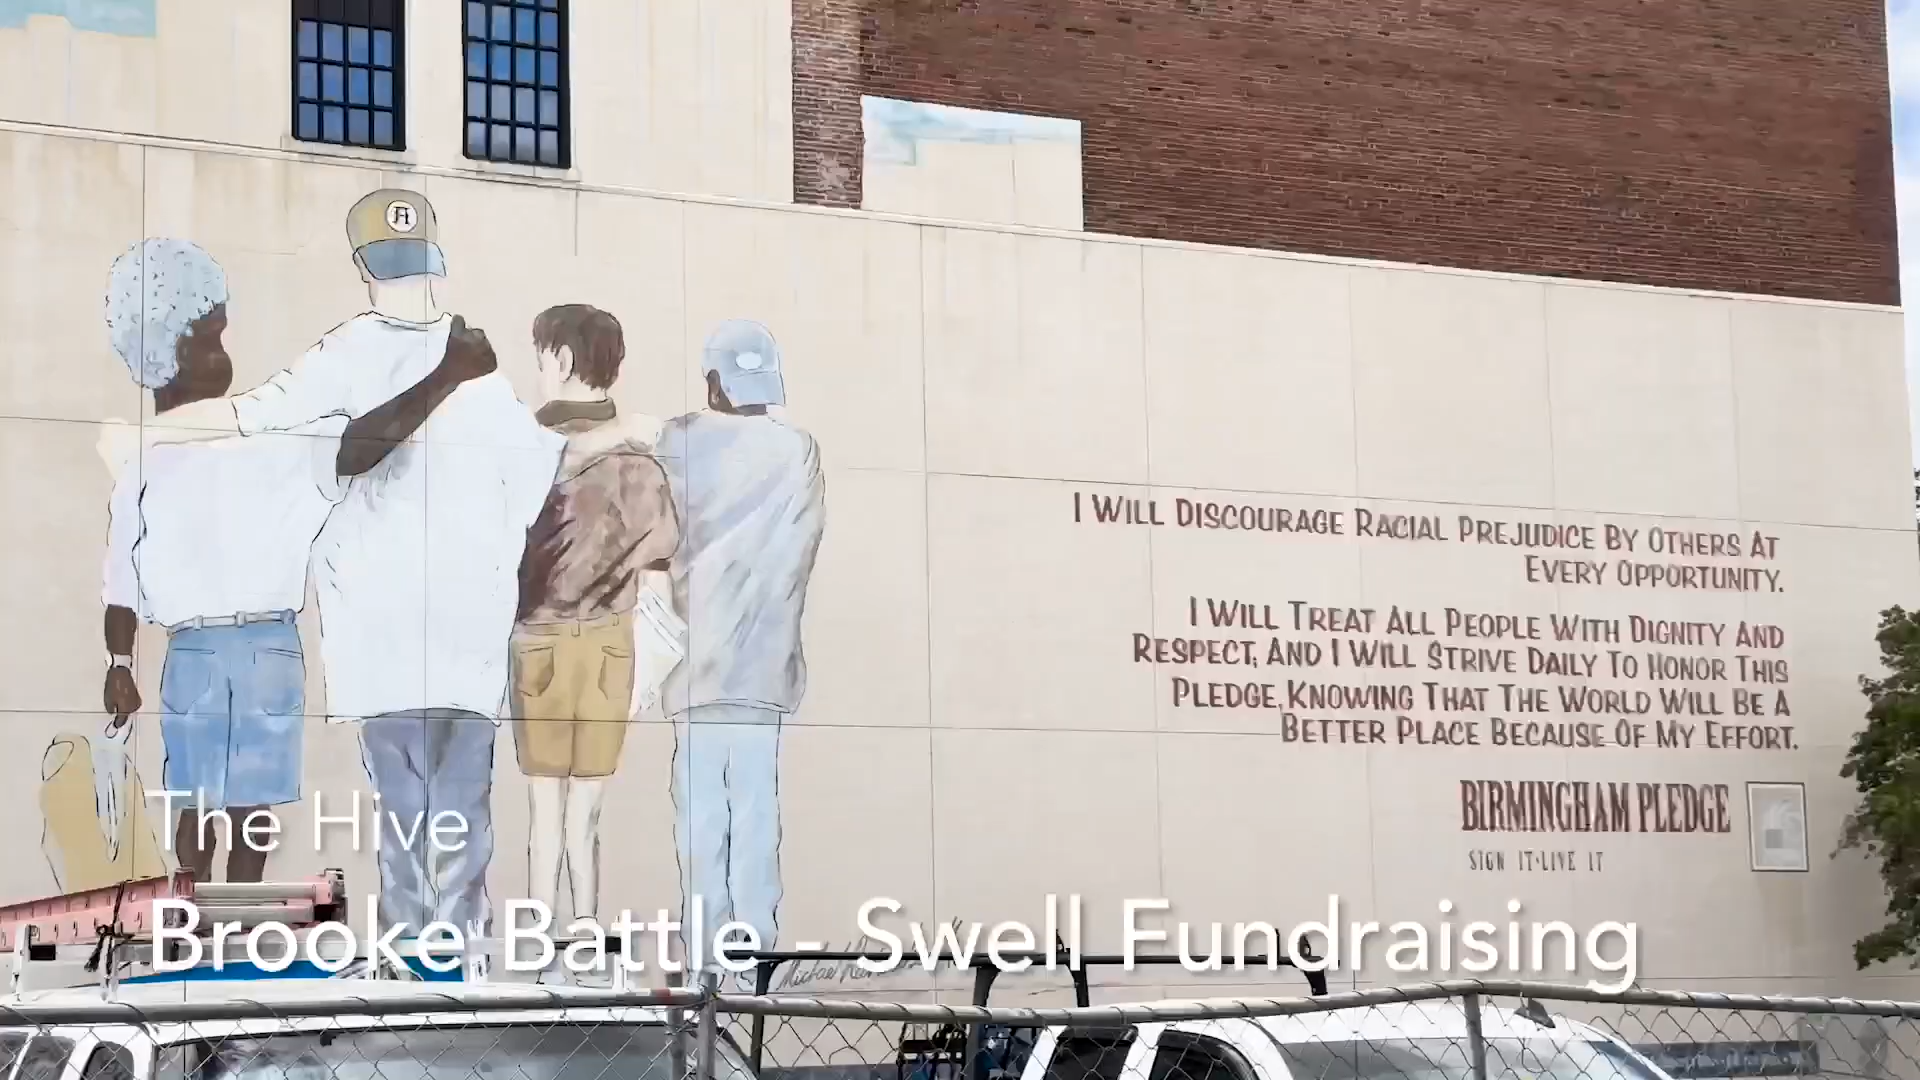 I WILL DISCOURAGE RACIAL PREJUDICE BY OTHERS AT
EVERY OPPORTUNITY.
I WILL TREAT ALL PEOPLE WITH DIGNITY AND
RESPECT, AND I WILL STRIVE DAILY TO HONOR THIS
PLEDGE, KNOWING THAT THE WORLD WILL BE A
BETTER PLACE BECAUSE OF MY EFFORT.
BIRMINGHAM PLEDGE
SIGN IT•LIVE IT
The Hive
Brooke Battle - Swell Fundraising